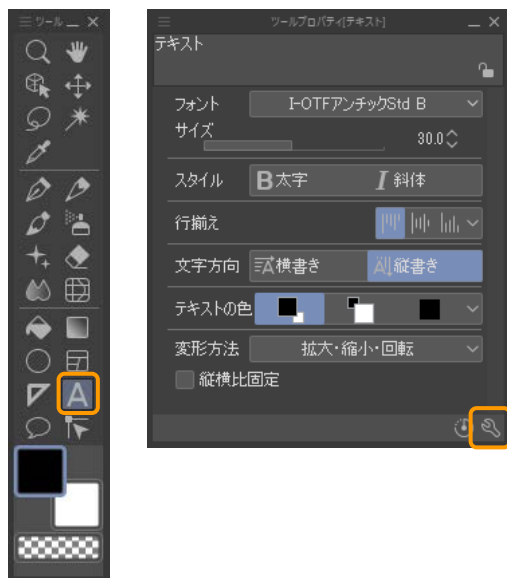 ツール
ツールプロパティ[テキスト]
テキスト
フォント I-OTFアンチックStd B
サイズ 30.0
スタイル B太字 I 斜体
行揃え
文字方向 横書き 縦書き
テキストの色
変形方法 拡大・縮小・回転
縦横比固定